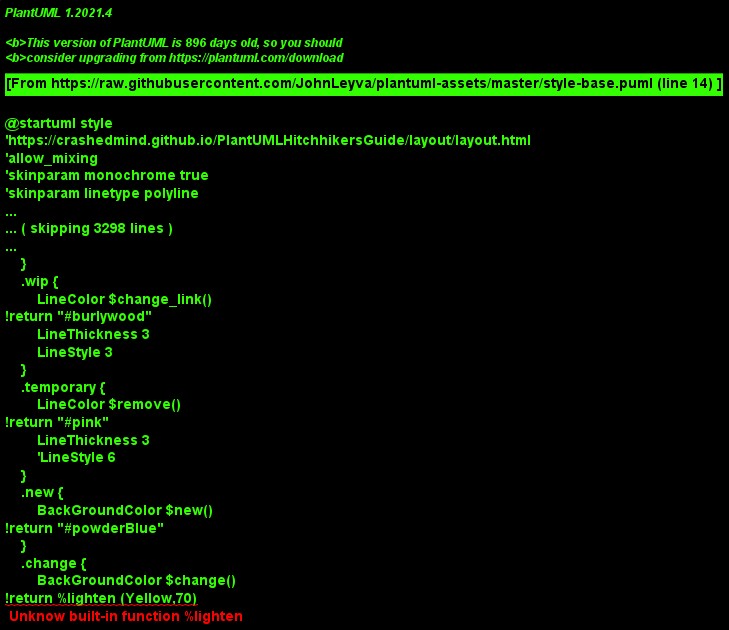 PlantUML 1.2021.4
<b>This version of PlantUML is 896 days old, so you should
<b>consider upgrading from https://plantuml.com/download
[From https://raw.githubusercontent.com/JohnLeyva/plantuml-assets/master/style-base.puml (line 14) ]
@startuml style
'https://crashedmind.github.io/PlantUMLHitchhikersGuide/layout/layout.html
'allow_mixing
'skinparam monochrome true
'skinparam linetype polyline
...
... ( skipping 3298 lines )
...
}
.wip {
LineColor $change_link()
!return "#burlywood"
LineThickness 3
LineStyle 3
}
.temporary {
LineColor $remove()
!return "#pink"
LineThickness 3
'LineStyle 6
}
.new {
BackGroundColor $new()
!return "#powderBlue"
}
.change {
BackGroundColor $change()
!return %lighten (Yellow,70)
Unknow built-in function %lighten